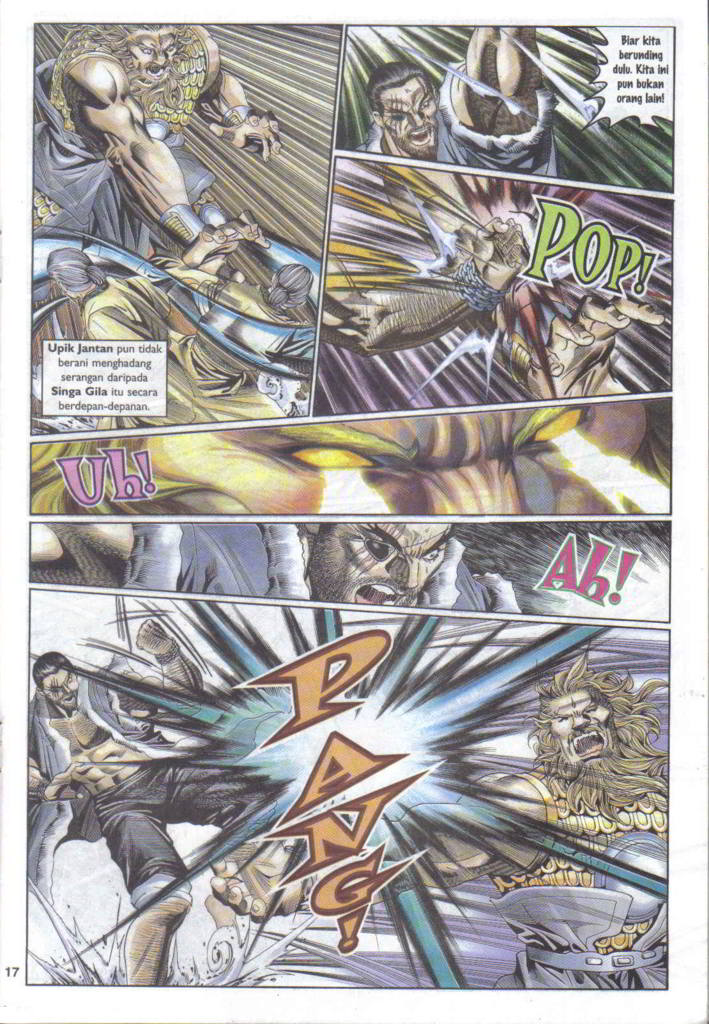 Upik Jantan pun tidak
berani menghadang
serangan daripada
Singa Gila itu secara
berdepan-depanan.
Biar kita
berunding
dulu. Kita ini
pun bukan
orang lain!
POP!
Uh!
Ah!
PANG!
17